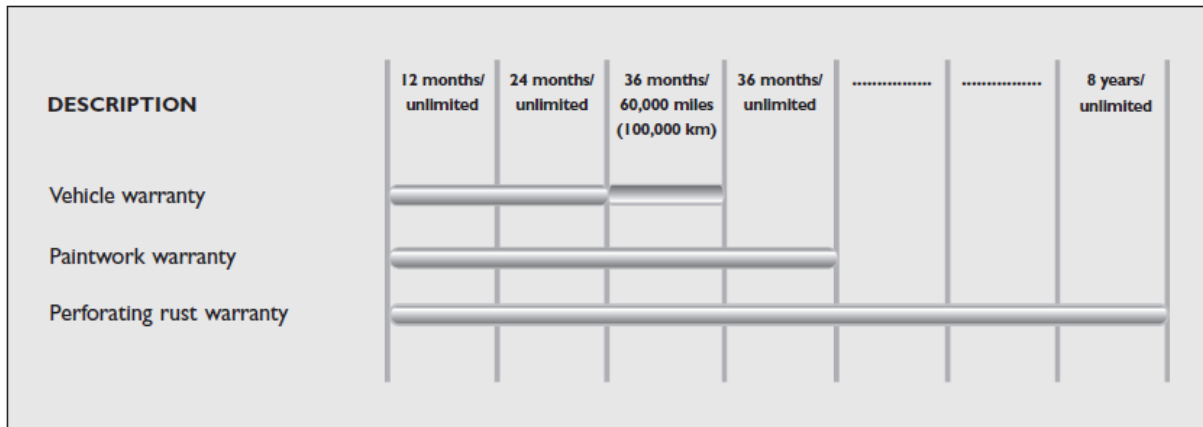 DESCRIPTION
12 months/
unlimited
24 months/
unlimited
36 months/
60,000 miles
(100,000 km)
36 months/
unlimited
................
................
8 years/
unlimited
Vehicle warranty
Paintwork warranty
Perforating rust warranty